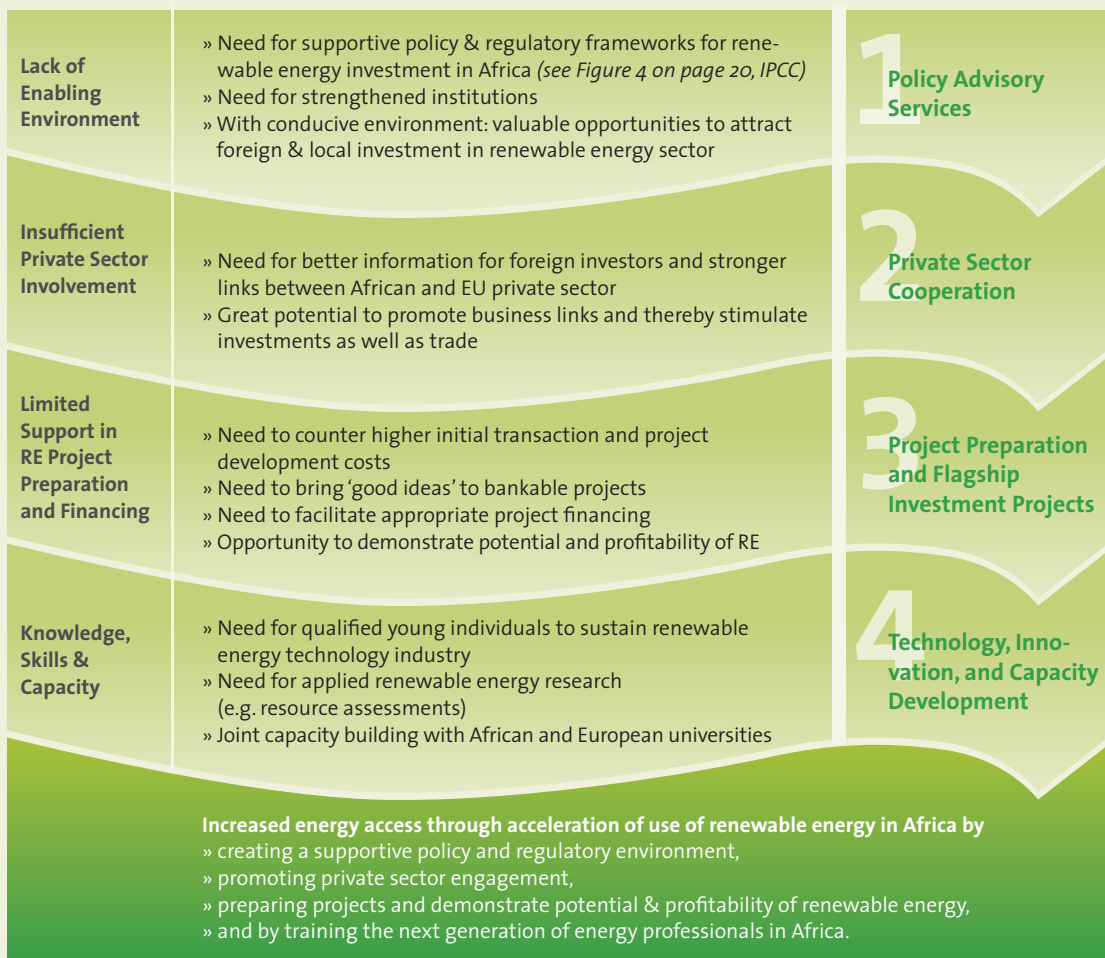 Lack of
Enabling
Environment
» Need for supportive policy & regulatory frameworks for rene-
wable energy investment in Africa (see Figure 4 on page 20, IPCC)
» Need for strengthened institutions
» With conducive environment: valuable opportunities to attract
foreign & local investment in renewable energy sector
1
Policy Advisory
Services
Insufficient
Private Sector
Involvement
» Need for better information for foreign investors and stronger
links between African and EU private sector
» Great potential to promote business links and thereby stimulate
investments as well as trade
2
Private Sector
Cooperation
Limited
Support in
RE Project
Preparation
and Financing
» Need to counter higher initial transaction and project
development costs
» Need to bring ‘good ideas’ to bankable projects
» Need to facilitate appropriate project financing
» Opportunity to demonstrate potential and profitability of RE
3
Project Preparation
and Flagship
Investment Projects
Knowledge,
Skills &
Capacity
» Need for qualified young individuals to sustain renewable
energy technology industry
» Need for applied renewable energy research
(e.g. resource assessments)
» Joint capacity building with African and European universities
4
Technology, Inno-
vation, and Capacity
Development
Increased energy access through acceleration of use of renewable energy in Africa by
» creating a supportive policy and regulatory environment,
» promoting private sector engagement,
» preparing projects and demonstrate potential & profitability of renewable energy,
» and by training the next generation of energy professionals in Africa.